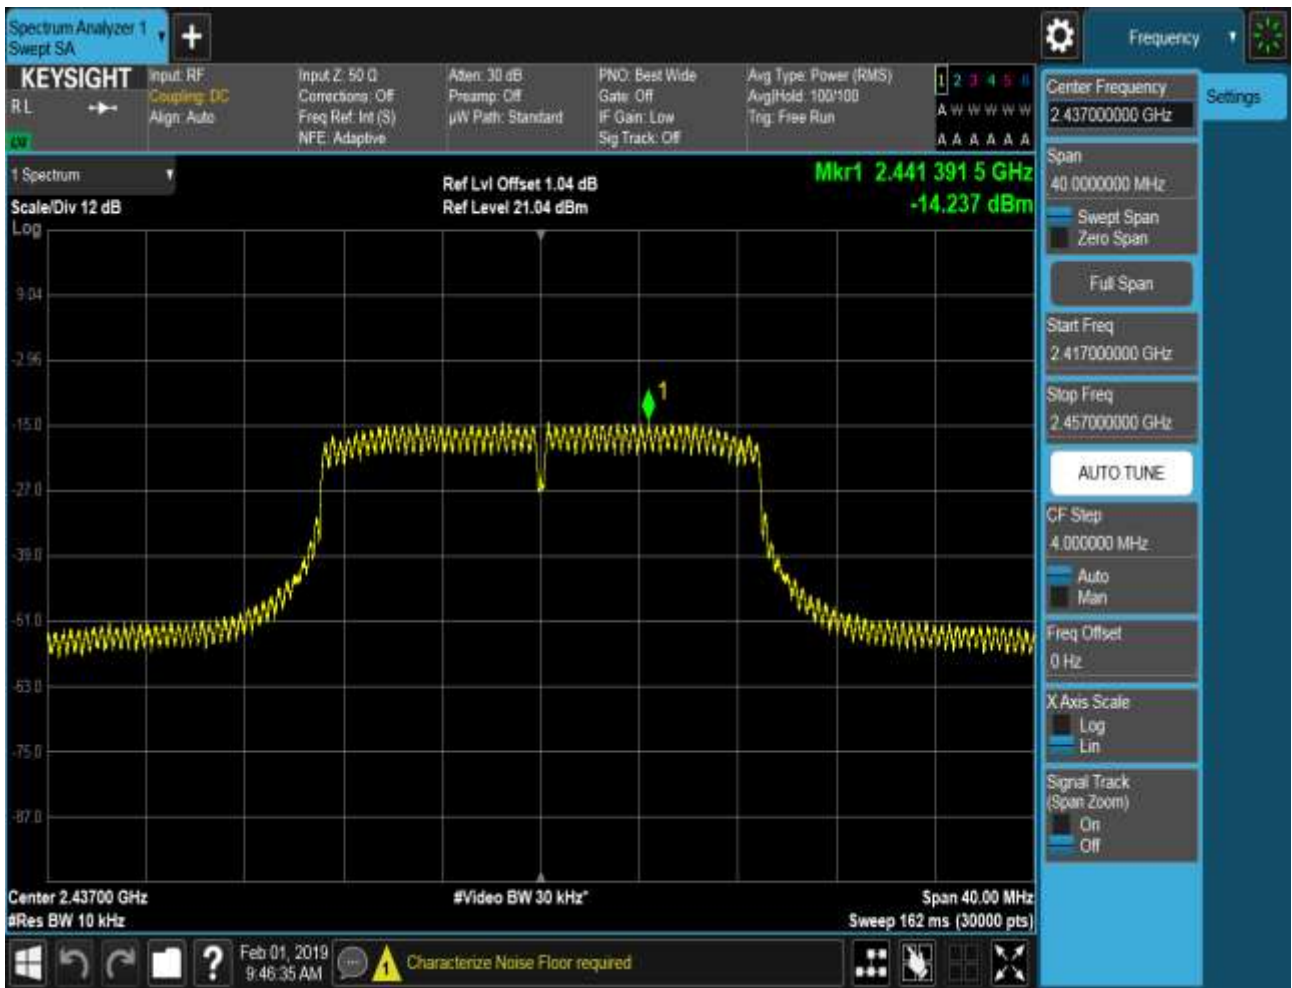 Spectrum Analyzer 1
Swept SA
Frequency
KEYSIGHT
R L
Input: RF
Coupling: DC
Align: Auto
Input Z: 50 Ω
Corrections: Off
Freq Ref: Int (S)
NFE: Adaptive
Atten: 30 dB
Preamp: Off
µW Path: Standard
PNO: Best Wide
Gate: Off
IF Gain: Low
Sig Track: Off
Avg Type: Power (RMS)
Avg|Hold: 100/100
Trig: Free Run
1 2 3 4 5 6
A W W W W W
A A A A A A
Center Frequency
2.437000000 GHz
Settings
Span
40.0000000 MHz
Swept Span
Zero Span
Full Span
Start Freq
2.417000000 GHz
Stop Freq
2.457000000 GHz
AUTO TUNE
CF Step
4.000000 MHz
Auto
Man
Freq Offset
0 Hz
X Axis Scale
Log
Lin
Signal Track
(Span Zoom)
On
Off
1 Spectrum
Scale/Div 12 dB
Log
Ref Lvl Offset 1.04 dB
Ref Level 21.04 dBm
Mkr1 2.441 391 5 GHz
-14.237 dBm
9.04
-2.96
1
-15.0
-27.0
-39.0
-51.0
-63.0
-75.0
-87.0
Center 2.43700 GHz
#Res BW 10 kHz
#Video BW 30 kHz*
Span 40.00 MHz
Sweep 162 ms (30000 pts)
?
Feb 01, 2019
9:46:35 AM
1
Characterize Noise Floor required